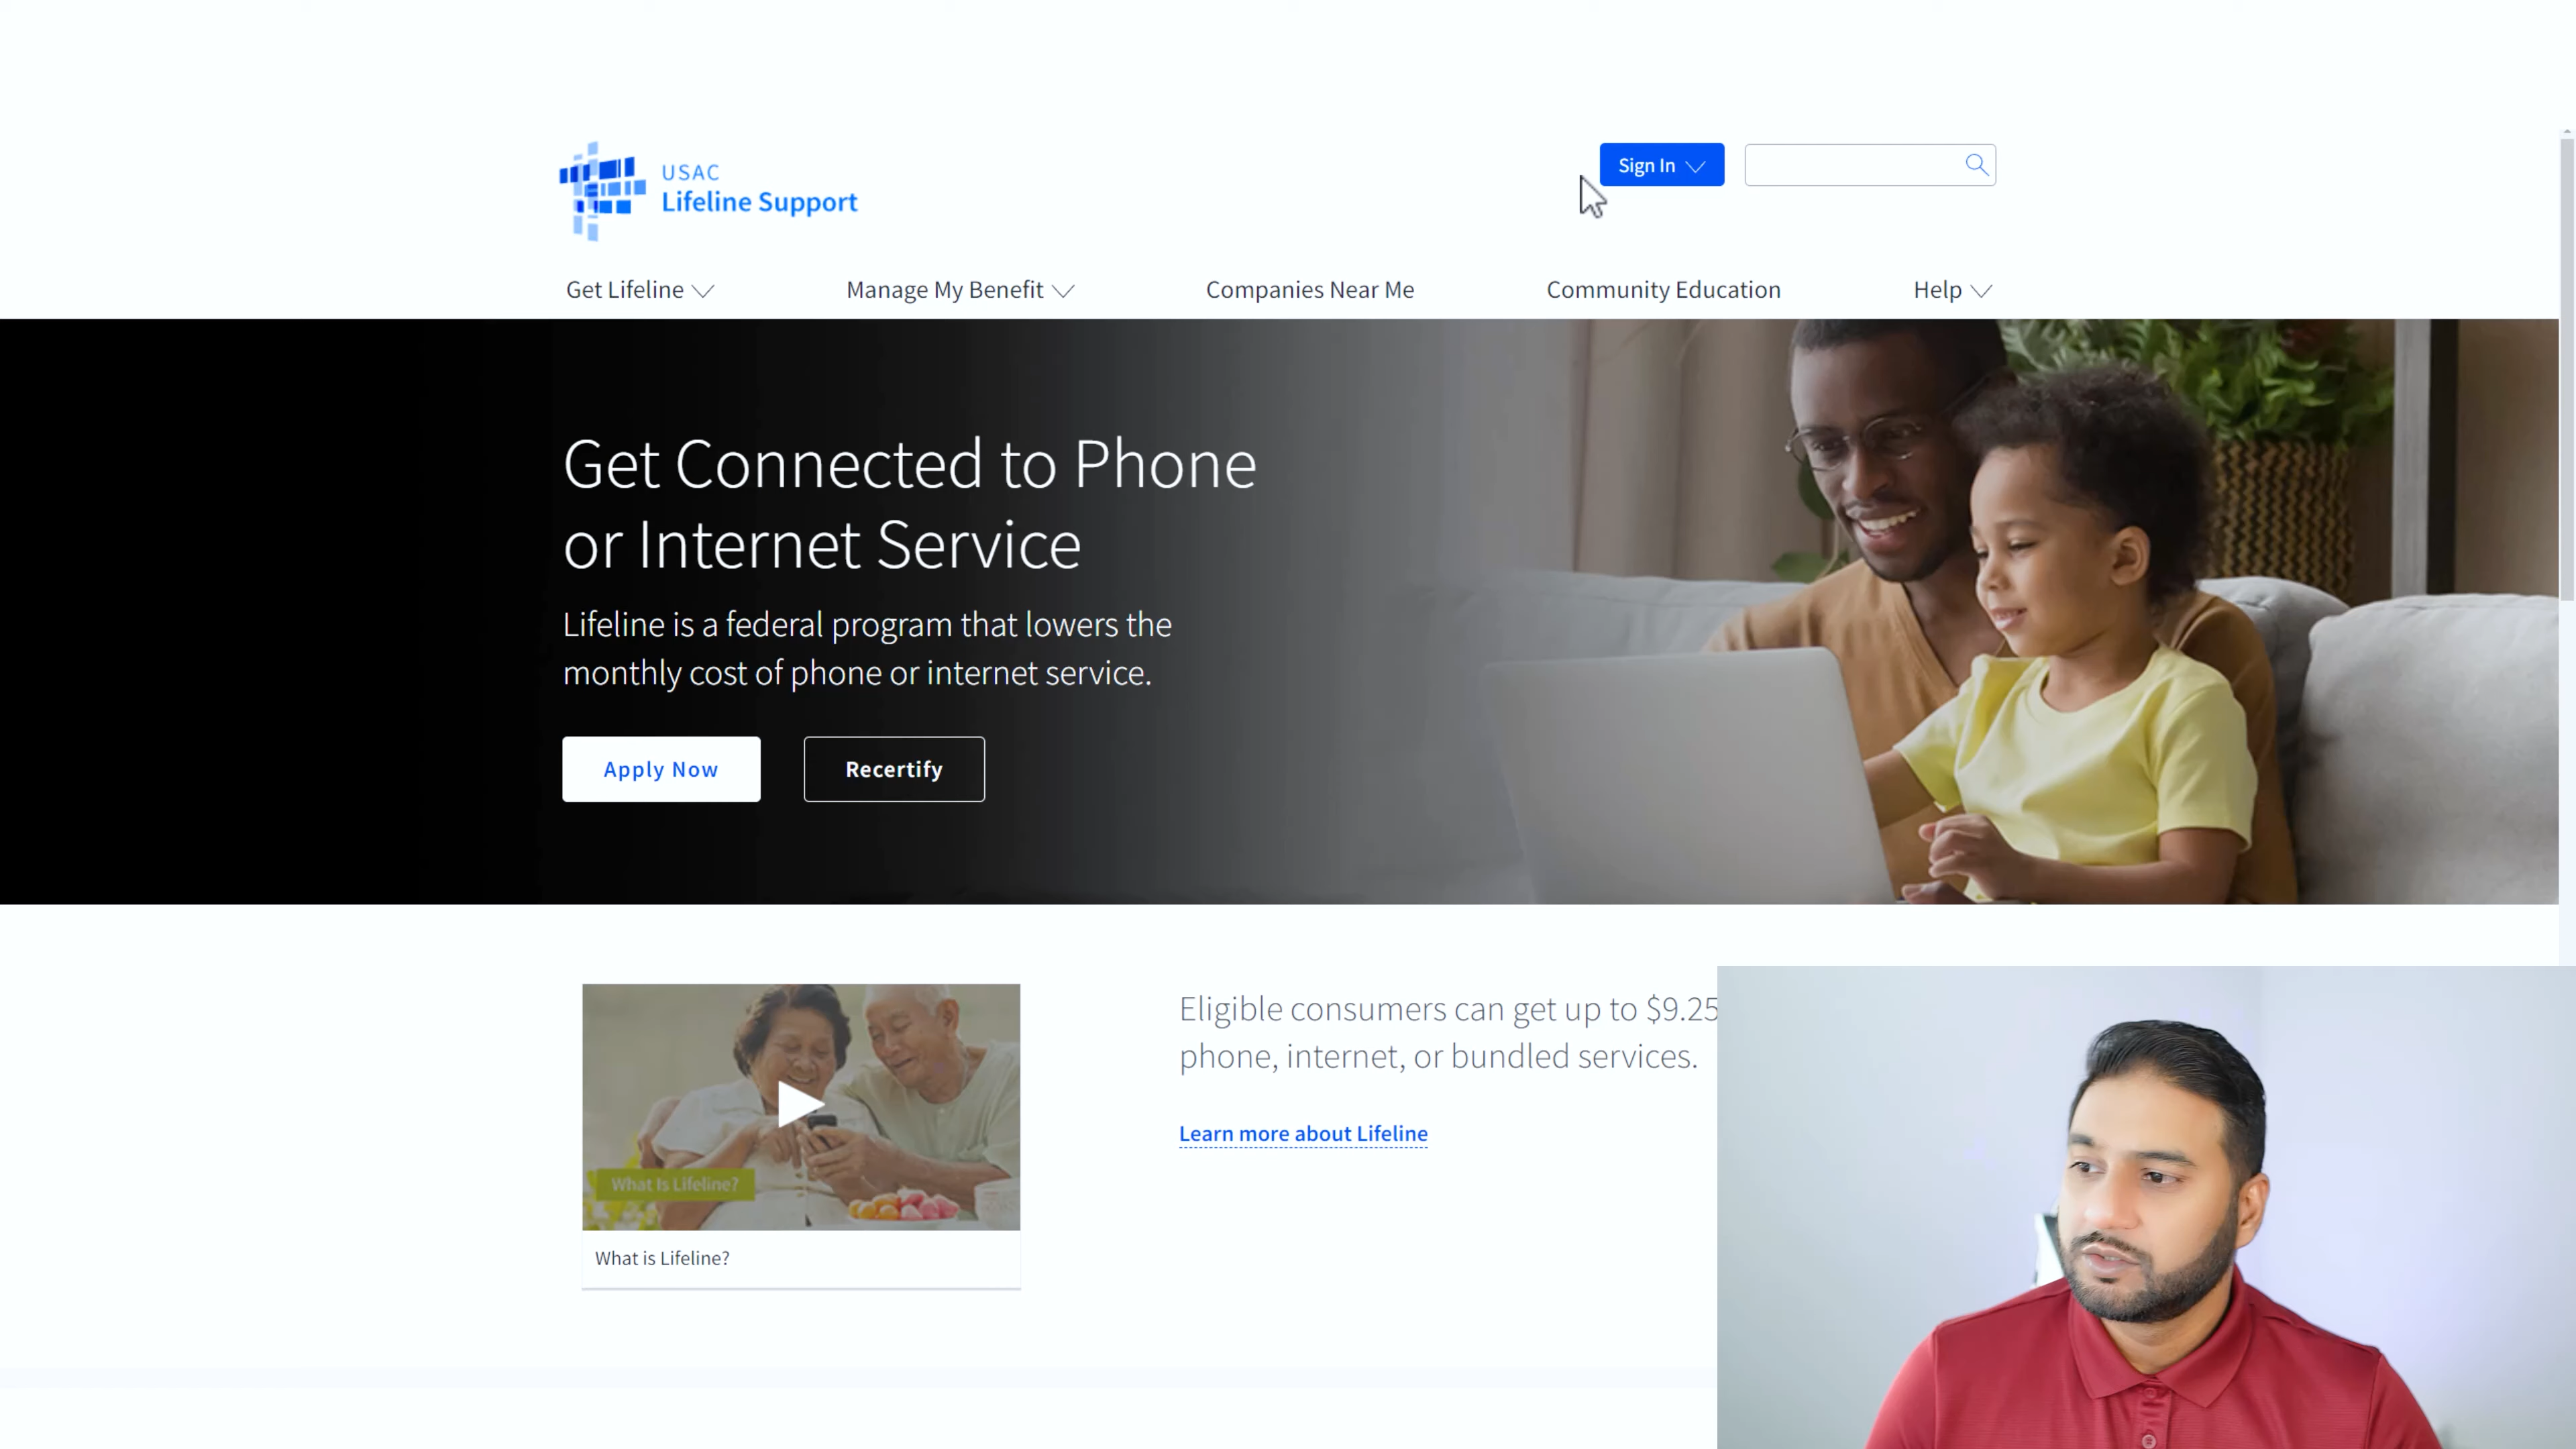 USAC
Lifeline Support
Sign In
Get Lifeline
Manage My Benefit
Companies Near Me
Community Education
Help
Get Connected to Phone
or Internet Service
Lifeline is a federal program that lowers the
monthly cost of phone or internet service.
Apply Now
Recertify
Eligible consumers can get up to $9.25
phone, internet, or bundled services.
Learn more about Lifeline
What Is Lifeline?
What is Lifeline?